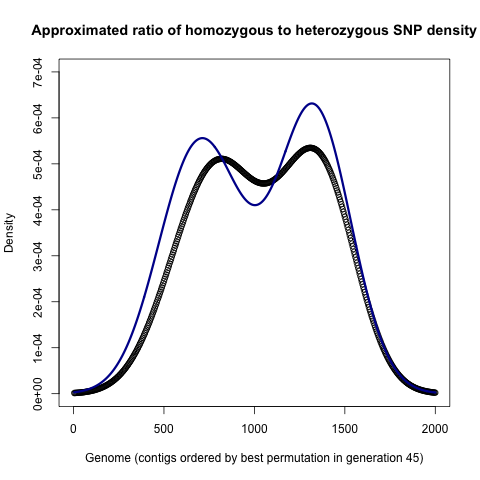 Approximated ratio of homozygous to heterozygous SNP density
7e-04
6e-04
5e-04
4e-04
3e-04
2e-04
1e-04
0e+00
Density
0 500 1000 1500 2000
Genome (contigs ordered by best permutation in generation 45)